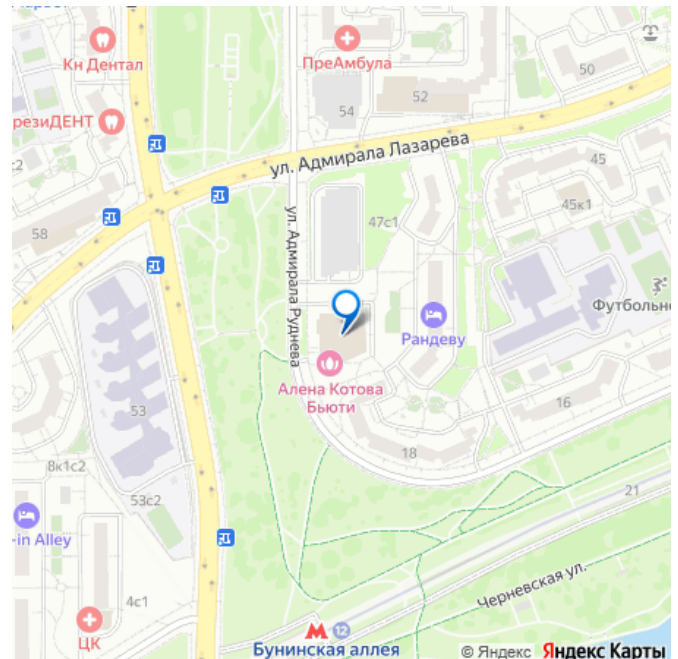 Кн Дентал
ПреАмбула
50
52
54
резиДЕНТ
с2
ул. Адмирала Лазарева
45
45к1
47с1
58
ул. Адмирала Руднева
Футбольн
Рандеву
Алена Котова
Бьюти
53
16
18
8к1с2
53с2
21
-in Alley
4с1
Черневская ул.
ЦК
12
Бунинская аллея
© Яндекс Яндекс Карты